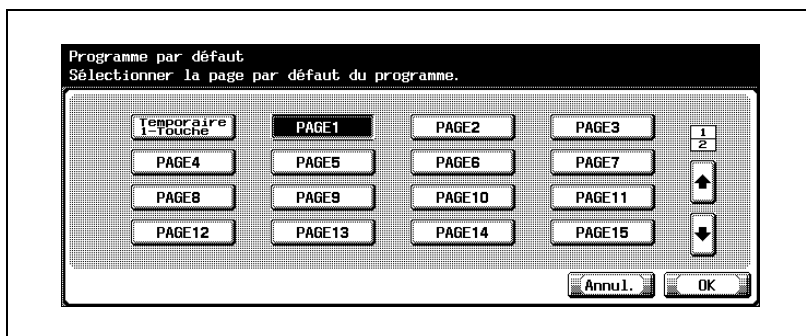 Programme par défaut
Sélectionner la page par défaut du programme.
Temporaire
1-Touche
PAGE1
PAGE2
PAGE3
1
2
PAGE4
PAGE5
PAGE6
PAGE7
PAGE8
PAGE9
PAGE10
PAGE11
PAGE12
PAGE13
PAGE14
PAGE15
Annul.
OK